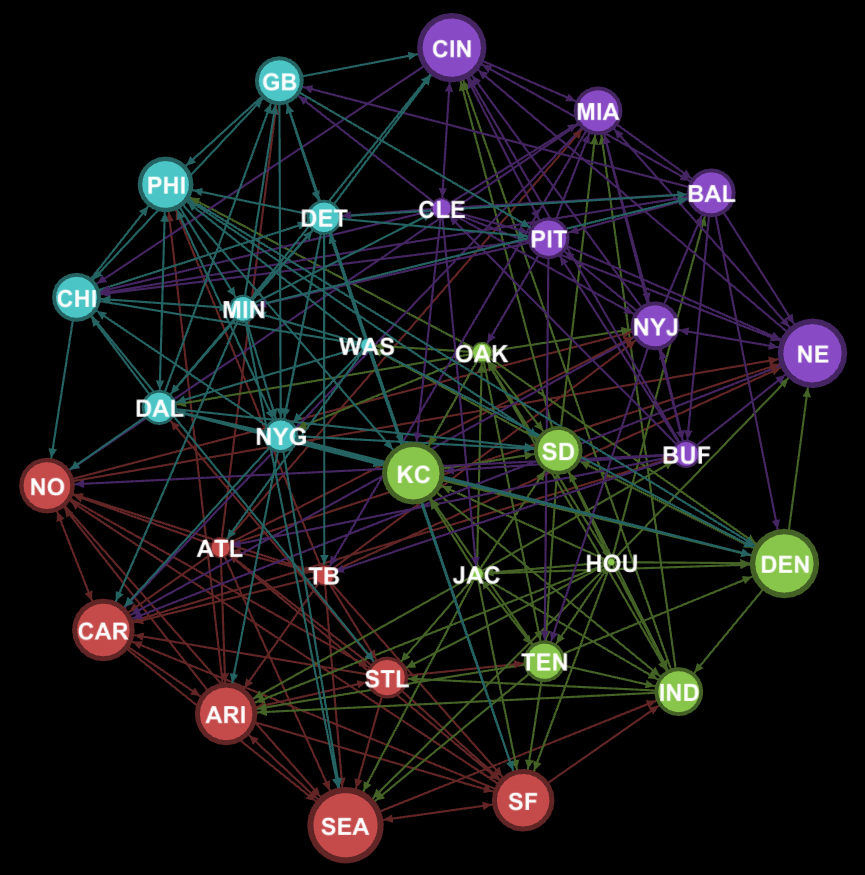 CIN
GB
MIA
PHI
BAL
CLE
DET
PIT
CHI
MIN
NYJ
WAS
OAK
NE
DAL
NYG
SD
BUF
KC
NO
ATL
HOU
DEN
TB
JAC
CAR
TEN
STL
IND
ARI
SF
SEA